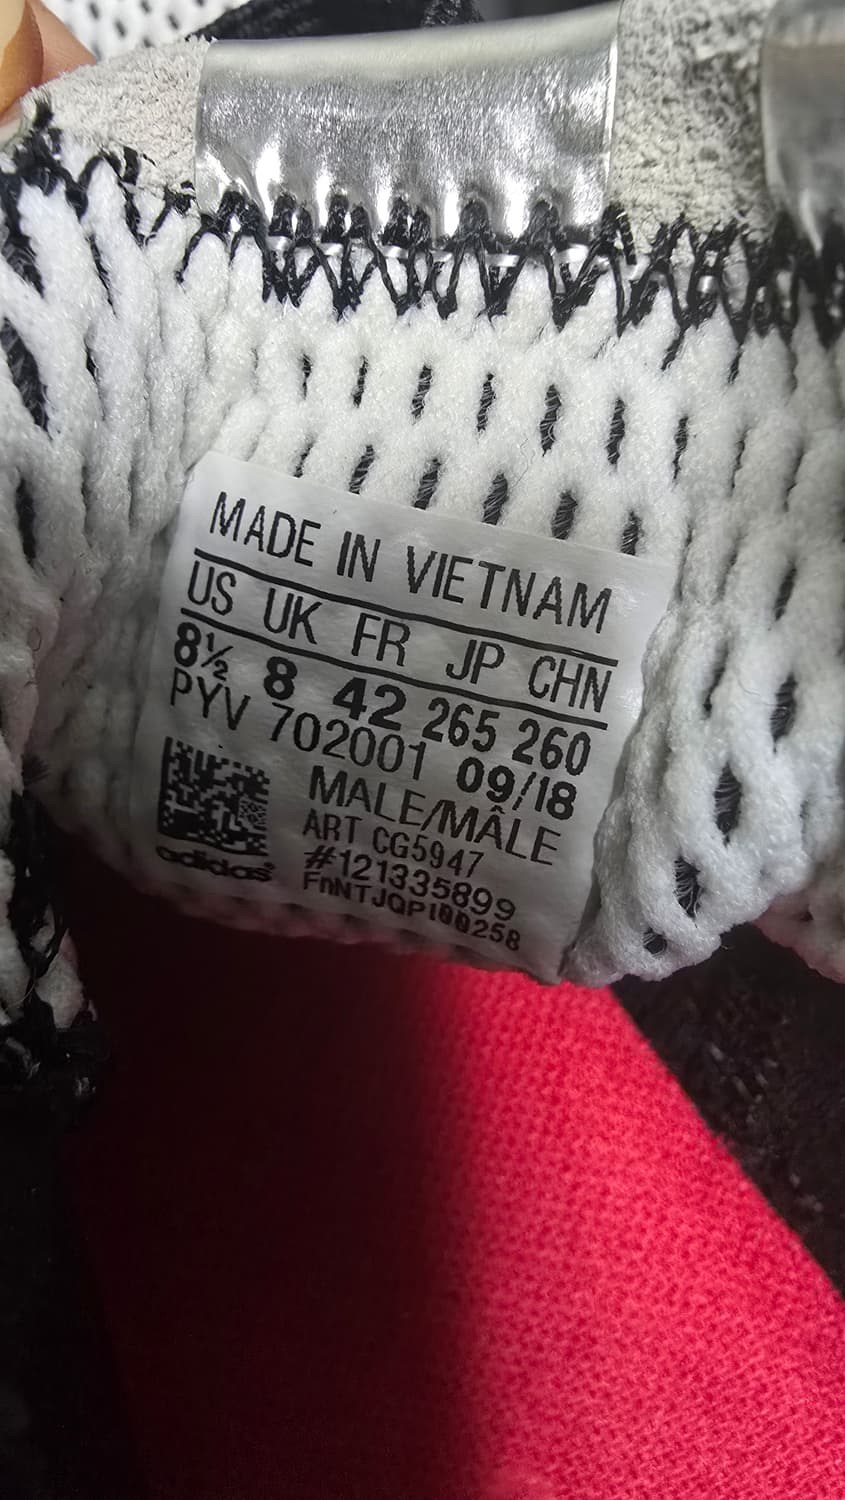 MADE IN VIETNAM
US UK FR JP CHN
8½ 8 42 265 260
PYV 702001 09/18
MALE/MÂLE
ART CG5947
#121335899
FnNTJQP100258
adidas